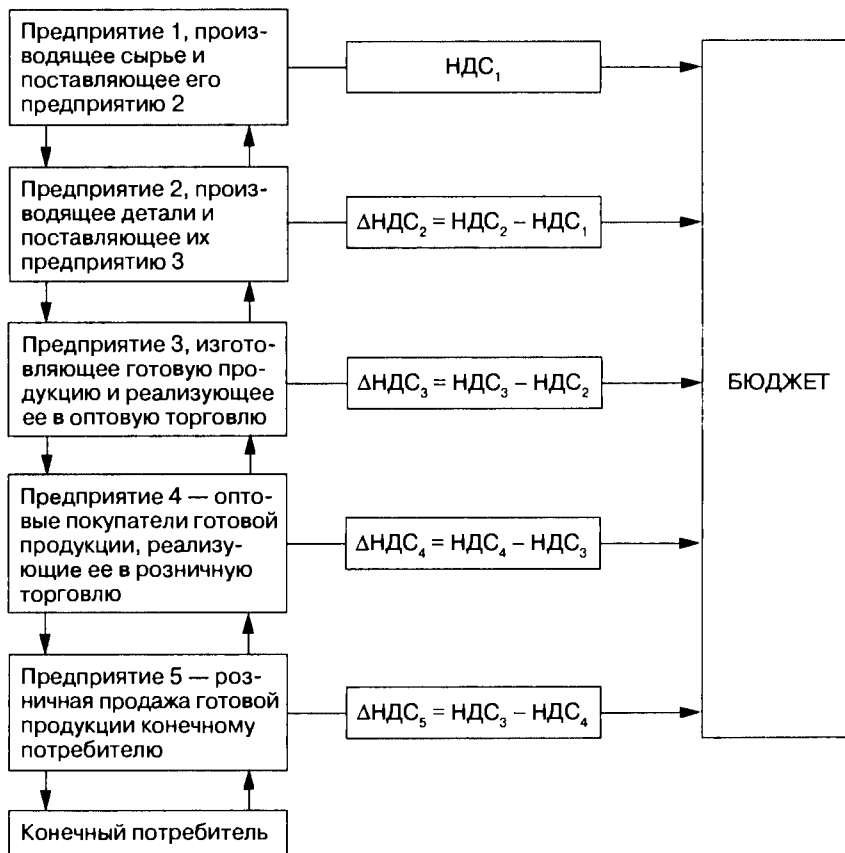 Предприятие 1, произ-
водящее сырье и
поставляющее его
предприятию 2
НДС₁
Предприятие 2, произ-
водящее детали и
поставляющее их
предприятию 3
ΔНДС₂ = НДС₂ – НДС₁
Предприятие 3, изгото-
вляющее готовую про-
дукцию и реализующее
ее в оптовую торговлю
ΔНДС₃ = НДС₃ – НДС₂
БЮДЖЕТ
Предприятие 4 — опто-
вые покупатели готовой
продукции, реализу-
ющие ее в розничную
торговлю
ΔНДС₄ = НДС₄ – НДС₃
Предприятие 5 — роз-
ничная продажа готовой
продукции конечному
потребителю
ΔНДС₅ = НДС₃ – НДС₄
Конечный потребитель